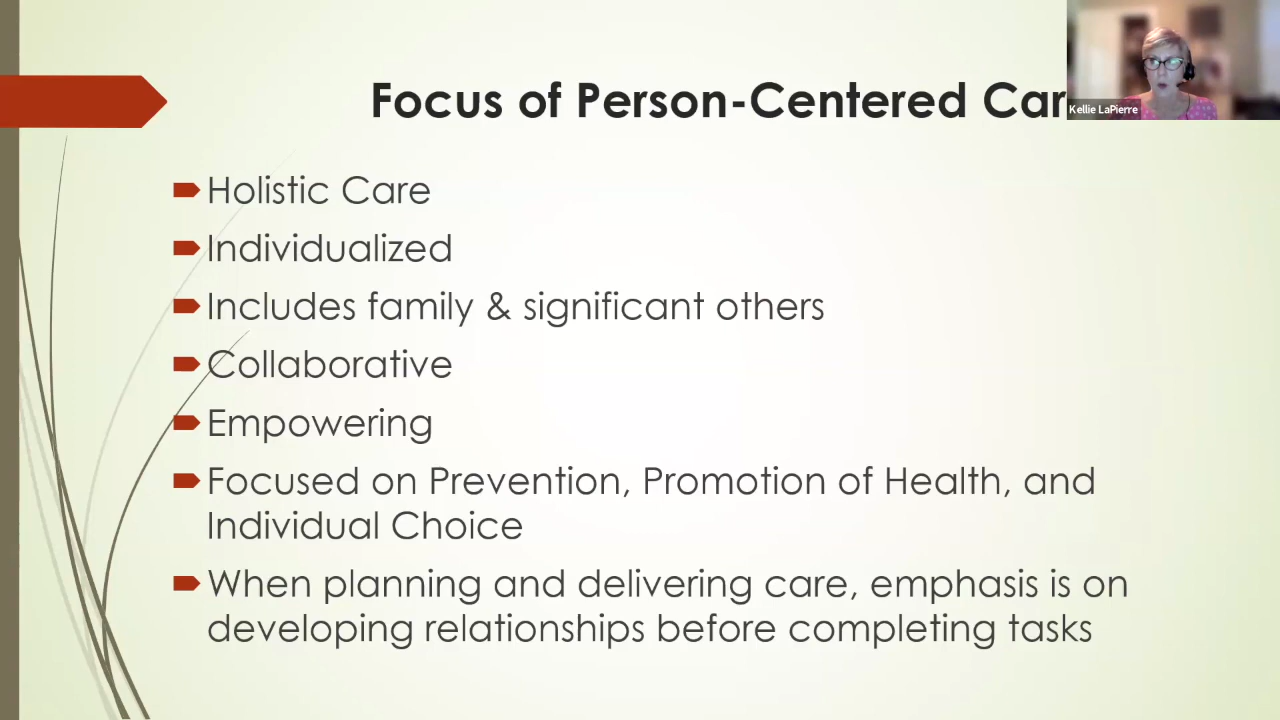 Focus of Person-Centered Car
Kellie LaPierre
Holistic Care
Individualized
Includes family & significant others
Collaborative
Empowering
Focused on Prevention, Promotion of Health, and
Individual Choice
When planning and delivering care, emphasis is on
developing relationships before completing tasks